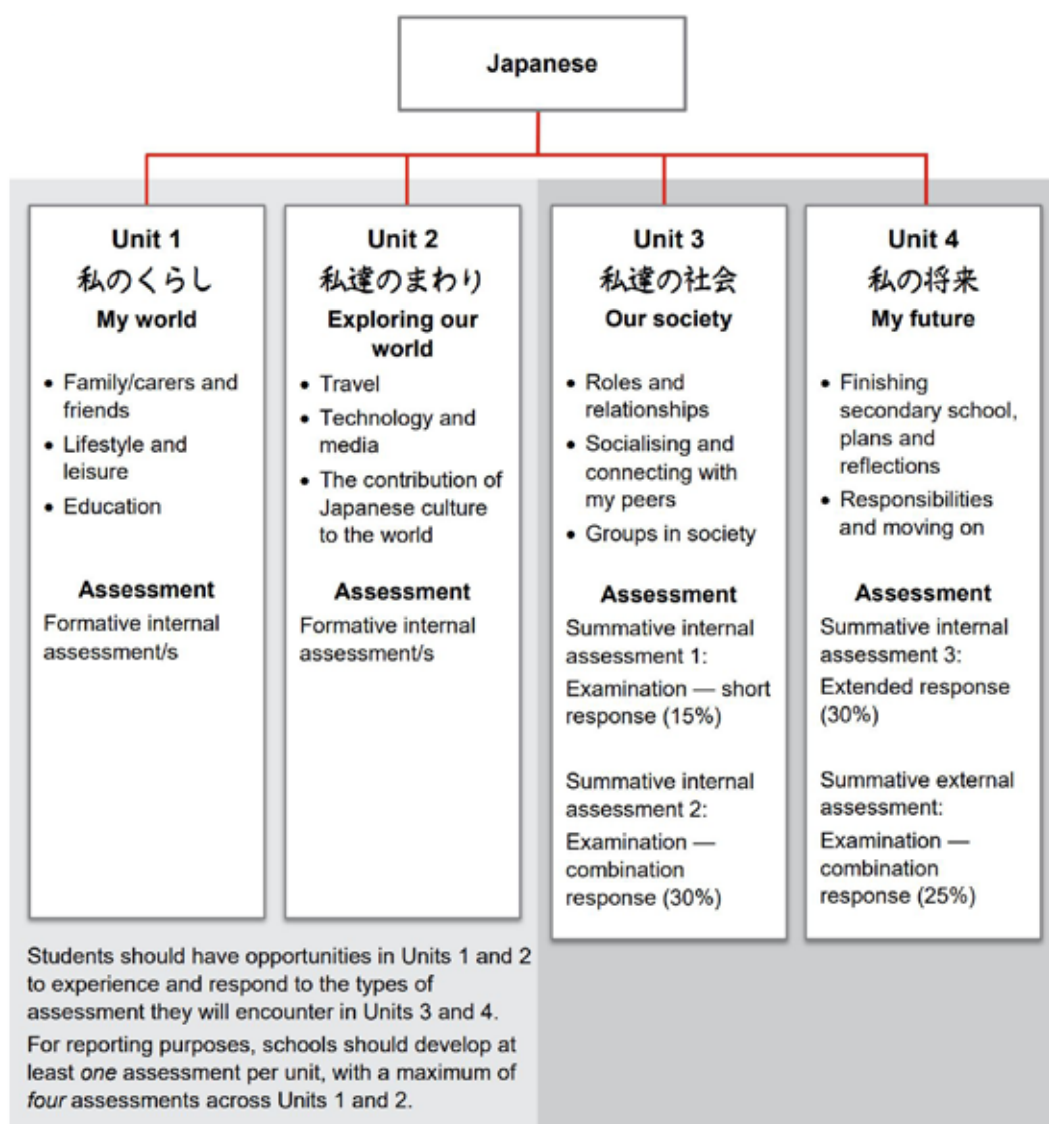 Japanese
Unit 1
私のくらし
My world
• Family/carers and
friends
• Lifestyle and
leisure
• Education
Assessment
Formative internal
assessment/s
Unit 2
私達のまわり
Exploring our
world
• Travel
• Technology and
media
• The contribution of
Japanese culture
to the world
Assessment
Formative internal
assessment/s
Unit 3
私達の社会
Our society
• Roles and
relationships
• Socialising and
connecting with
my peers
• Groups in society
Assessment
Summative internal
assessment 1:
Examination — short
response (15%)
Summative internal
assessment 2:
Examination —
combination
response (30%)
Unit 4
私の将来
My future
• Finishing
secondary school,
plans and
reflections
• Responsibilities
and moving on
Assessment
Summative internal
assessment 3:
Extended response
(30%)
Summative external
assessment:
Examination —
combination
response (25%)
Students should have opportunities in Units 1 and 2
to experience and respond to the types of
assessment they will encounter in Units 3 and 4.
For reporting purposes, schools should develop at
least one assessment per unit, with a maximum of
four assessments across Units 1 and 2.